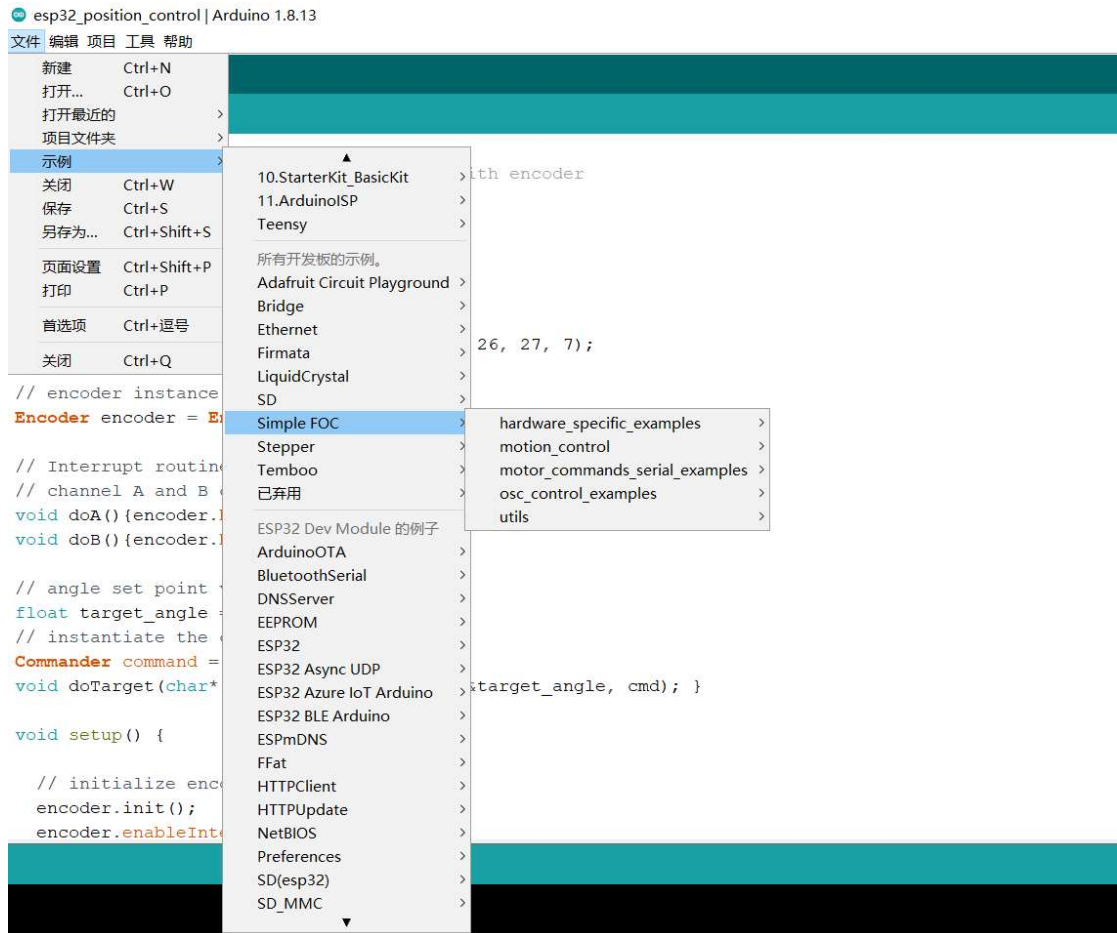 esp32_position_control | Arduino 1.8.13
文件 编辑 项目 工具 帮助
新建 Ctrl+N
打开... Ctrl+O
打开最近的
项目文件夹
示例
关闭 Ctrl+W
保存 Ctrl+S
另存为... Ctrl+Shift+S
页面设置 Ctrl+Shift+P
打印 Ctrl+P
首选项 Ctrl+逗号
关闭 Ctrl+Q
10.StarterKit_BasicKit
11.ArduinoISP
Teensy
所有开发板的示例。
Adafruit Circuit Playground
Bridge
Ethernet
Firmata
LiquidCrystal
SD
Simple FOC
Stepper
Temboo
已弃用
ESP32 Dev Module 的例子
ArduinoOTA
BluetoothSerial
DNSServer
EEPROM
ESP32
ESP32 Async UDP
ESP32 Azure IoT Arduino
ESP32 BLE Arduino
ESPmDNS
FFat
HTTPClient
HTTPUpdate
NetBIOS
Preferences
SD(esp32)
SD_MMC
hardware_specific_examples
motion_control
motor_commands_serial_examples
osc_control_examples
utils
ith encoder
26, 27, 7);
// encoder instance
Encoder encoder = E
// Interrupt routin
// channel A and B
void doA(){encoder.
void doB(){encoder.
// angle set point
float target_angle =
// instantiate the
Commander command =
void doTarget(char* &target_angle, cmd); }
void setup() {
// initialize enc
encoder.init();
encoder.enableInt